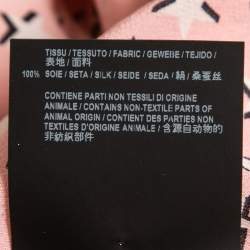 TISSU / TESSUTO / FABRIC / GEWEBE / TEJIDO /
表地 / 面料
100% SOIE / SETA / SILK / SEIDE / SEDA / 絹 / 桑蚕丝
CONTIENE PARTI NON TESSILI DI ORIGINE
ANIMALE / CONTAINS NON-TEXTILE PARTS OF
ANIMAL ORIGIN / CONTIENT DES PARTIES NON
TEXTILES D'ORIGINE ANIMALE / 含源自动物的
非纺织部件